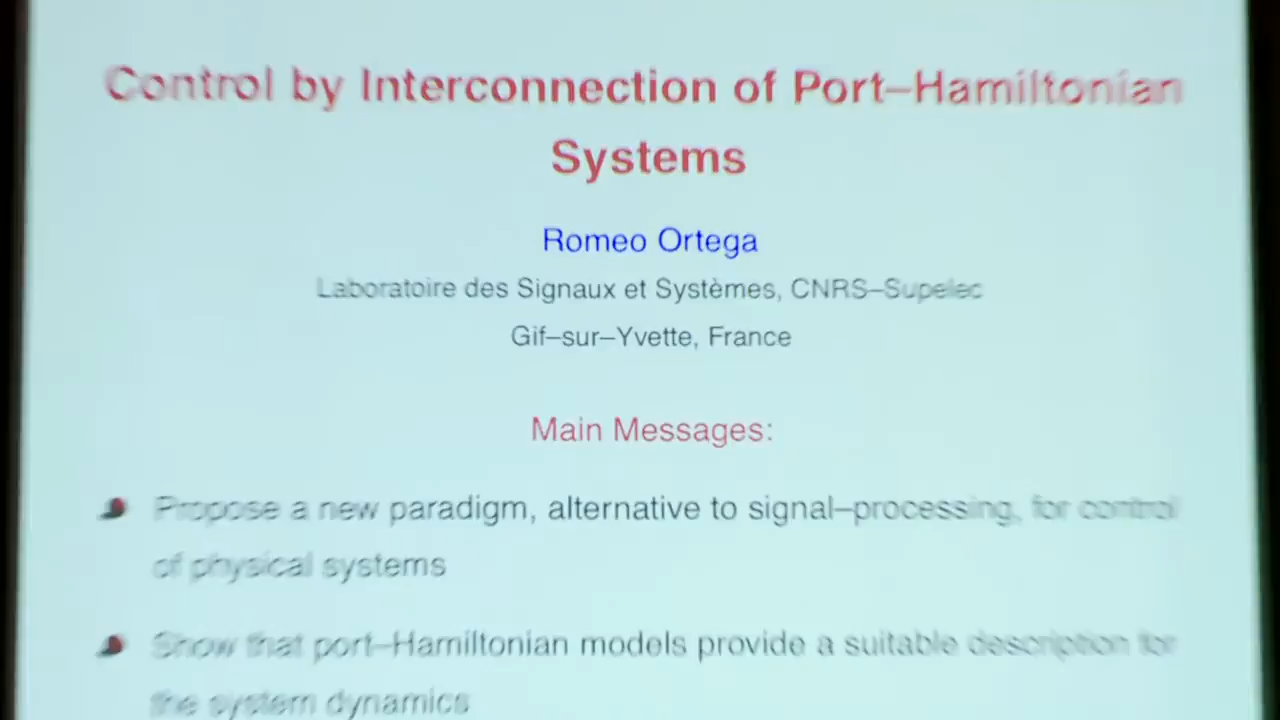 Control by Interconnection of Port–Hamiltonian
Systems
Romeo Ortega
Laboratoire des Signaux et Systèmes, CNRS–Supelec
Gif–sur–Yvette, France
Main Messages:
Propose a new paradigm, alternative to signal–processing, for control
of physical systems
Show that port–Hamiltonian models provide a suitable description for
the system dynamics